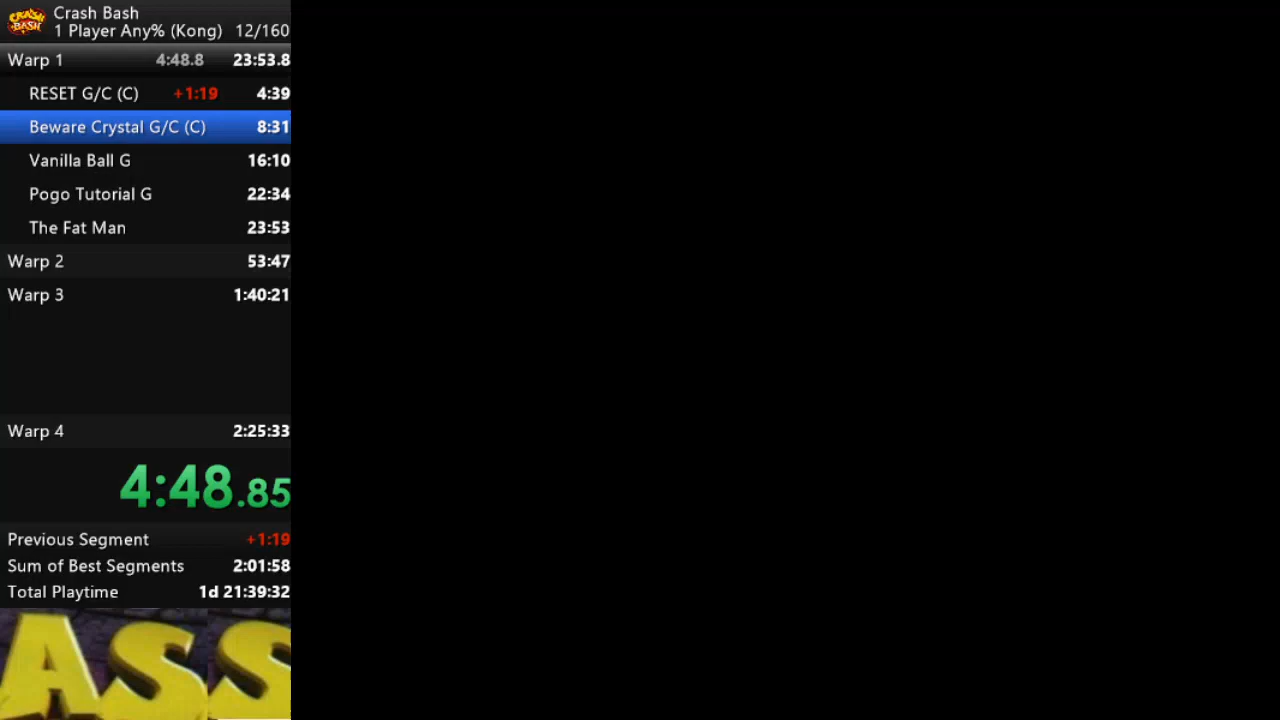 CRASH BASH
Crash Bash
1 Player Any% (Kong) 12/160
Warp 1 4:48.8 23:53.8
RESET G/C (C) +1:19 4:39
Beware Crystal G/C (C) 8:31
Vanilla Ball G 16:10
Pogo Tutorial G 22:34
The Fat Man 23:53
Warp 2 53:47
Warp 3 1:40:21
Warp 4 2:25:33
4:48.85
Previous Segment +1:19
Sum of Best Segments 2:01:58
Total Playtime 1d 21:39:32
ASS